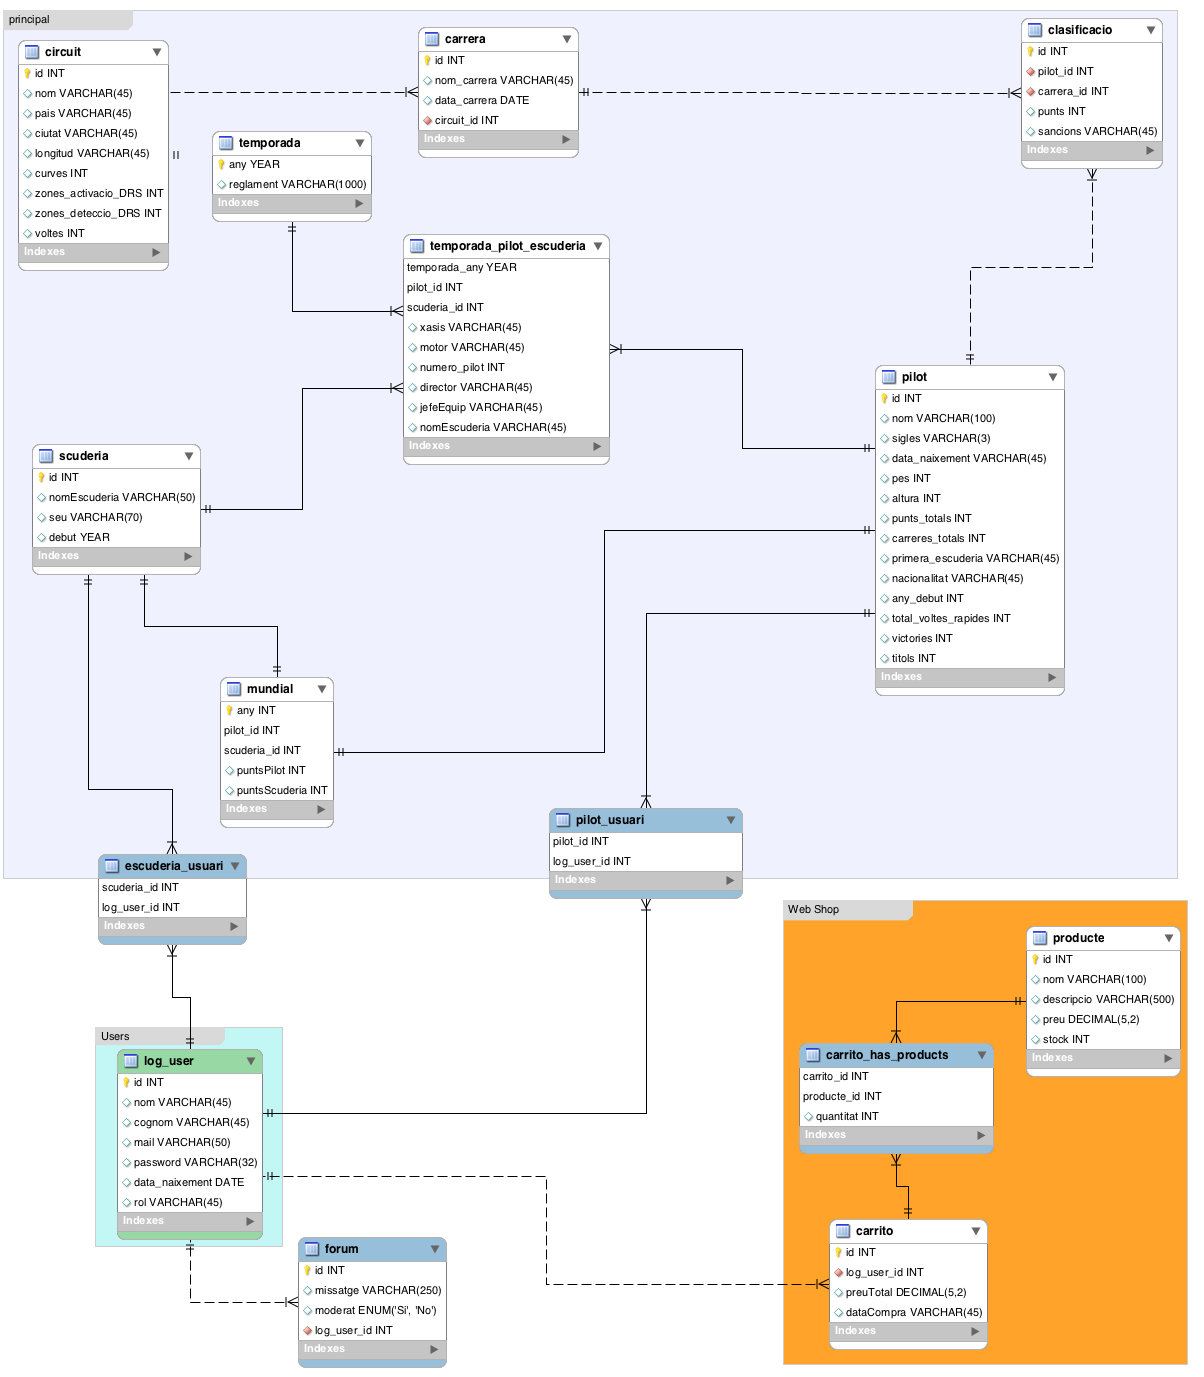 principal
circuit
id INT
nom VARCHAR(45)
pais VARCHAR(45)
ciutat VARCHAR(45)
longitud VARCHAR(45)
curves INT
zones_activacio_DRS INT
zones_deteccio_DRS INT
voltes INT
Indexes
carrera
id INT
nom_carrera VARCHAR(45)
data_carrera DATE
circuit_id INT
Indexes
clasificacio
id INT
pilot_id INT
carrera_id INT
punts INT
sancions VARCHAR(45)
Indexes
temporada
any YEAR
reglament VARCHAR(1000)
Indexes
temporada_pilot_escuderia
temporada_any YEAR
pilot_id INT
scuderia_id INT
xasis VARCHAR(45)
motor VARCHAR(45)
numero_pilot INT
director VARCHAR(45)
jefeEquip VARCHAR(45)
nomEscuderia VARCHAR(45)
Indexes
pilot
id INT
nom VARCHAR(100)
sigles VARCHAR(3)
data_naixement VARCHAR(45)
pes INT
altura INT
punts_totals INT
carreres_totals INT
primera_escuderia VARCHAR(45)
nacionalitat VARCHAR(45)
any_debut INT
total_voltes_rapides INT
victories INT
titols INT
Indexes
scuderia
id INT
nomEscuderia VARCHAR(50)
seu VARCHAR(70)
debut YEAR
Indexes
mundial
any INT
pilot_id INT
scuderia_id INT
puntsPilot INT
puntsScuderia INT
Indexes
pilot_usuari
pilot_id INT
log_user_id INT
Indexes
escuderia_usuari
scuderia_id INT
log_user_id INT
Indexes
Web Shop
producte
id INT
nom VARCHAR(100)
descripcio VARCHAR(500)
preu DECIMAL(5,2)
stock INT
Indexes
carrito_has_products
carrito_id INT
producte_id INT
quantitat INT
Indexes
carrito
id INT
log_user_id INT
preuTotal DECIMAL(5,2)
dataCompra VARCHAR(45)
Indexes
Users
log_user
id INT
nom VARCHAR(45)
cognom VARCHAR(45)
mail VARCHAR(50)
password VARCHAR(32)
data_naixement DATE
rol VARCHAR(45)
Indexes
forum
id INT
missatge VARCHAR(250)
moderat ENUM('Si', 'No')
log_user_id INT
Indexes